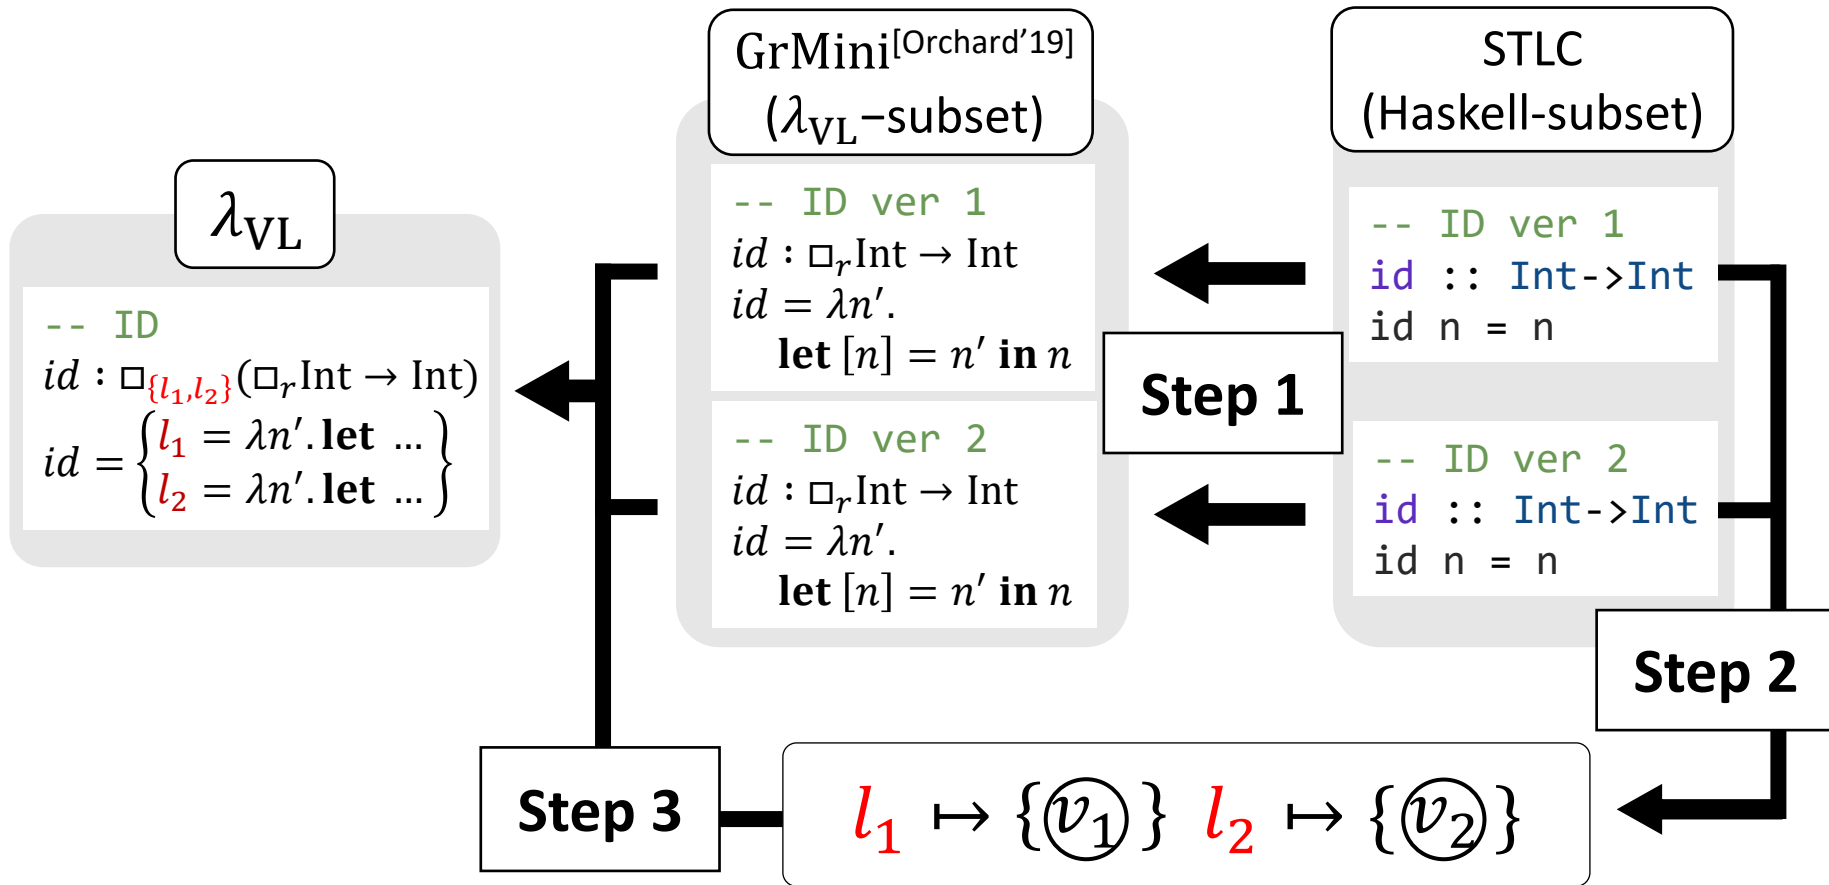 λVL
-- ID
id : □{l1,l2}(□r Int → Int)
id = {l1 = λn′. let …
l2 = λn′. let …}
GrMini[Orchard’19]
(λVL−subset)
-- ID ver 1
id : □r Int → Int
id = λn′.
let [n] = n′ in n
-- ID ver 2
id : □r Int → Int
id = λn′.
let [n] = n′ in n
Step 1
STLC
(Haskell-subset)
-- ID ver 1
id :: Int->Int
id n = n
-- ID ver 2
id :: Int->Int
id n = n
Step 2
Step 3
l1 ↦ {v1} l2 ↦ {v2}